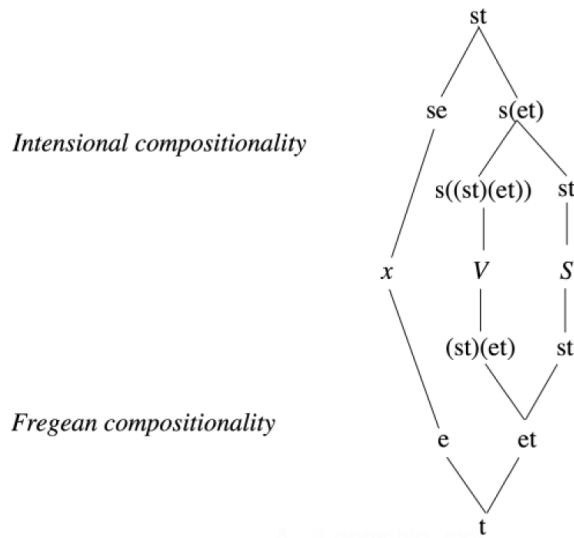 st
se s(et)
Intensional compositionality
s((st)(et)) st
x V S
(st)(et) st
Fregean compositionality
e et
t